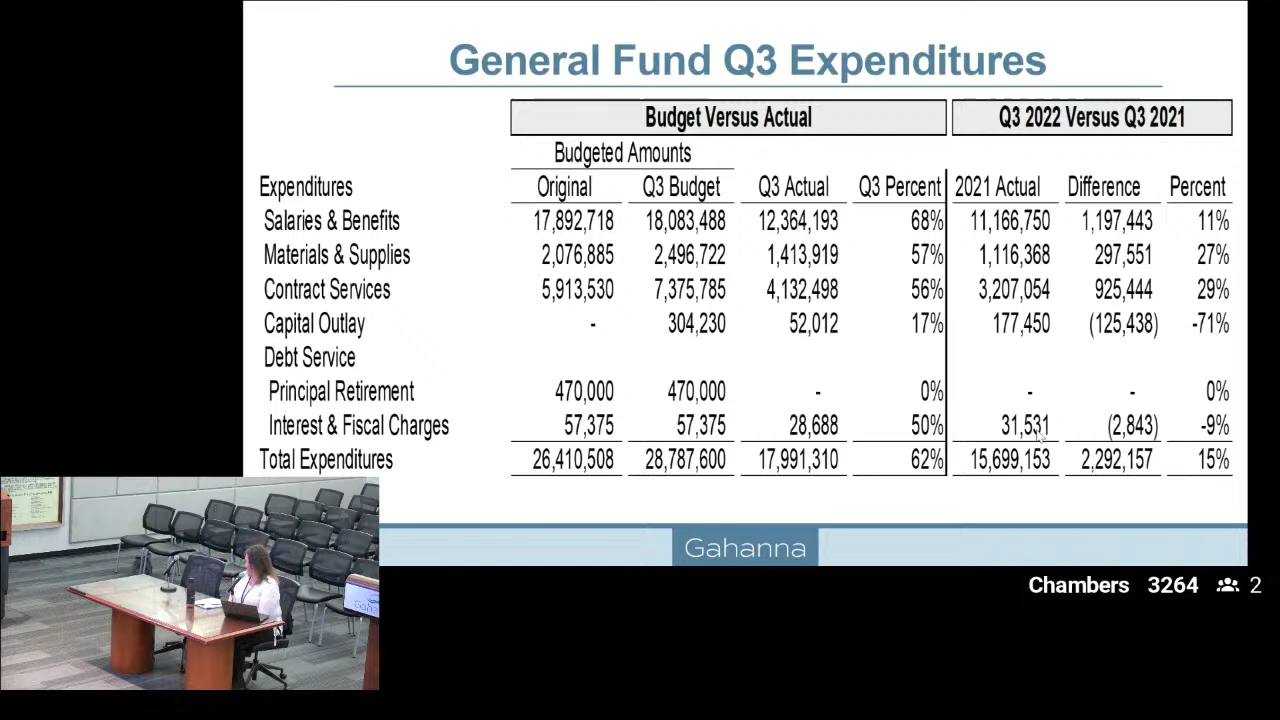 General Fund Q3 Expenditures
Budget Versus Actual Q3 2022 Versus Q3 2021
Budgeted Amounts
Expenditures Original Q3 Budget Q3 Actual Q3 Percent 2021 Actual Difference Percent
Salaries & Benefits 17,892,718 18,083,488 12,364,193 68% 11,166,750 1,197,443 11%
Materials & Supplies 2,076,885 2,496,722 1,413,919 57% 1,116,368 297,551 27%
Contract Services 5,913,530 7,375,785 4,132,498 56% 3,207,054 925,444 29%
Capital Outlay - 304,230 52,012 17% 177,450 (125,438) -71%
Debt Service
Principal Retirement 470,000 470,000 - 0% - - 0%
Interest & Fiscal Charges 57,375 57,375 28,688 50% 31,531 (2,843) -9%
Total Expenditures 26,410,508 28,787,600 17,991,310 62% 15,699,153 2,292,157 15%
Gahanna
Chambers 3264 2